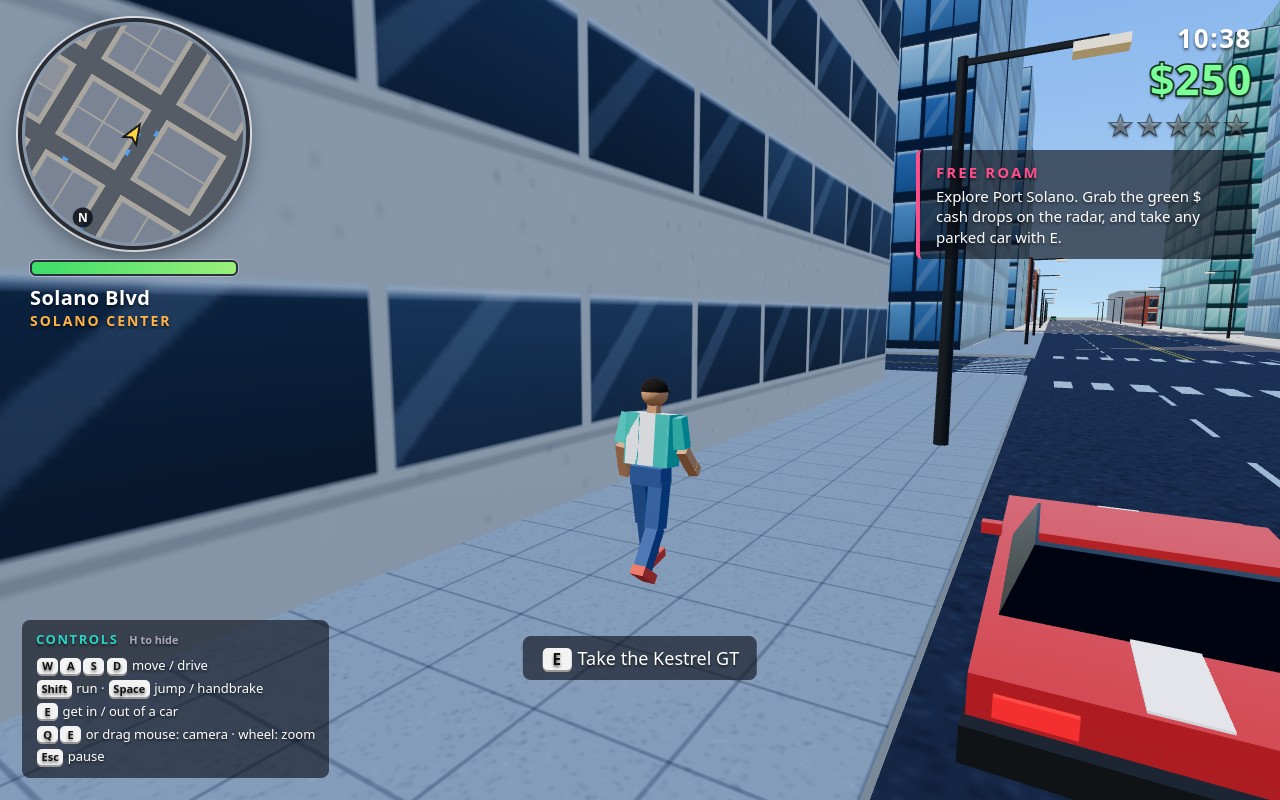 10:38
$250
N
FREE ROAM
Explore Port Solano. Grab the green $
cash drops on the radar, and take any
parked car with E.
Solano Blvd
SOLANO CENTER
E Take the Kestrel GT
CONTROLS H to hide
W A S D move / drive
Shift run · Space jump / handbrake
E get in / out of a car
Q E or drag mouse: camera · wheel: zoom
Esc pause